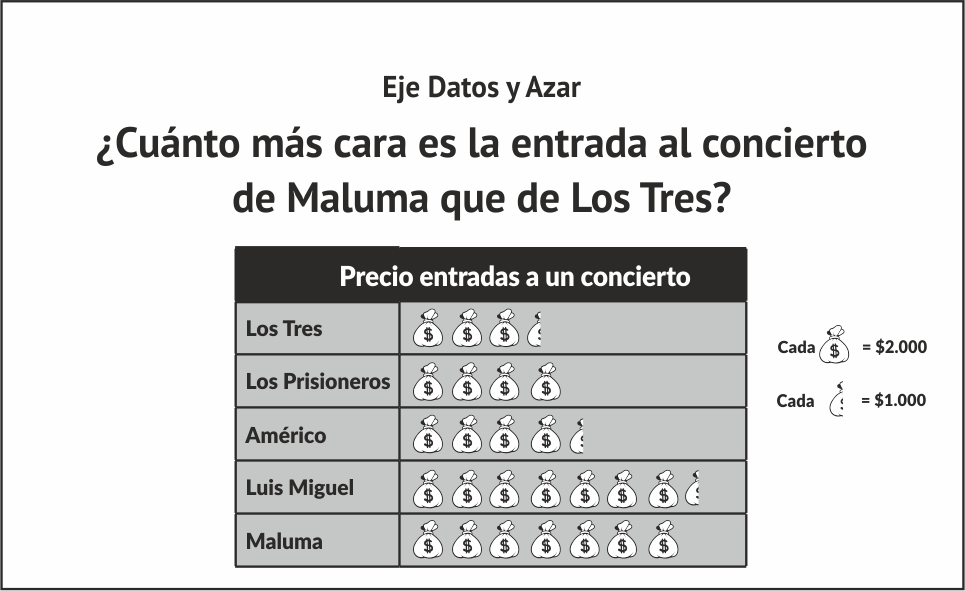 Eje Datos y Azar
¿Cuánto más cara es la entrada al concierto
de Maluma que de Los Tres?
Precio entradas a un concierto
Los Tres
Los Prisioneros
Américo
Luis Miguel
Maluma
Cada $ = $2.000
Cada = $1.000